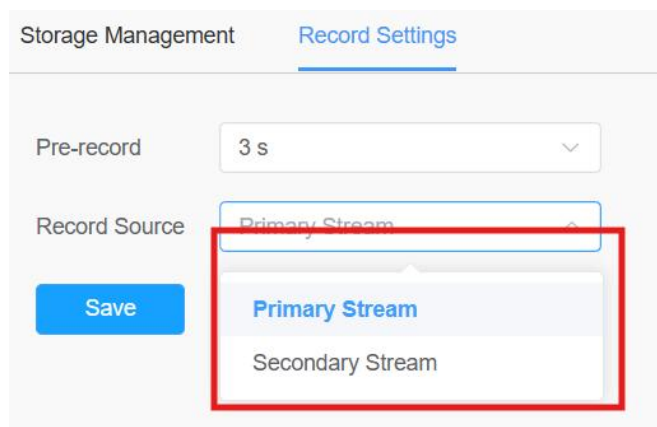 Storage Management Record Settings
Pre-record 3 s
Record Source Primary Stream
Save
Primary Stream
Secondary Stream